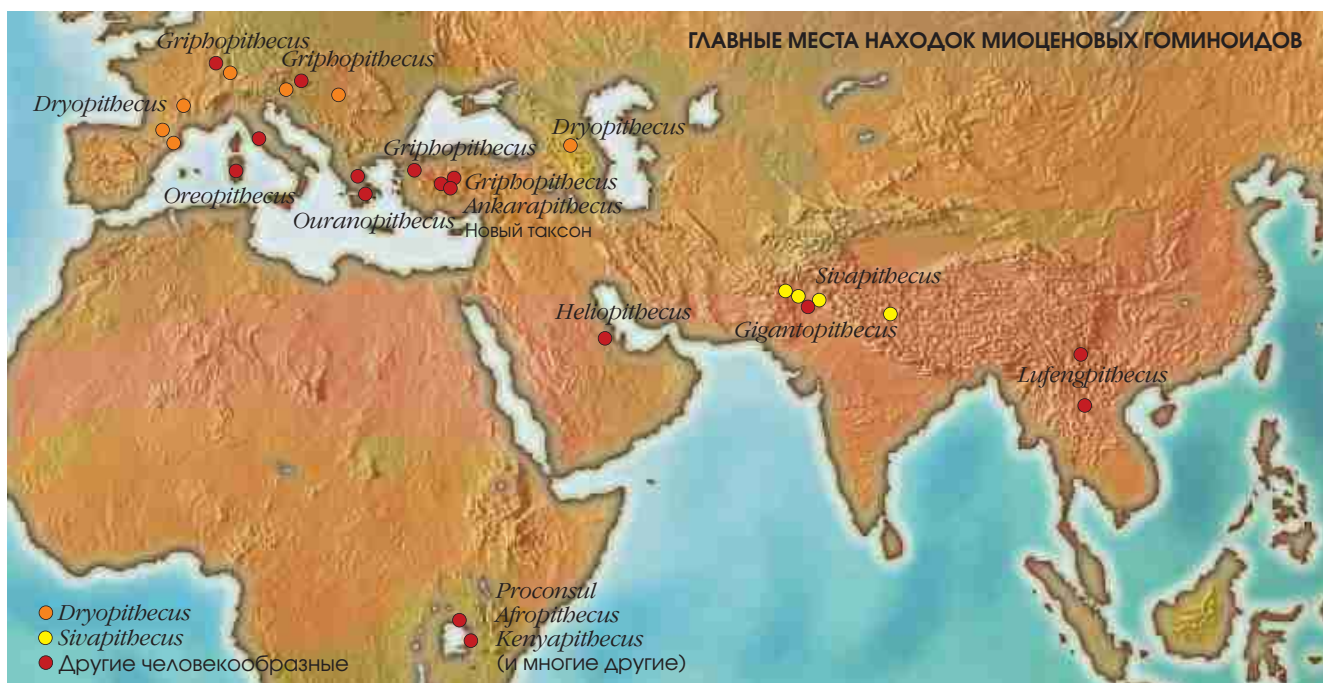 ГЛАВНЫЕ МЕСТА НАХОДОК МИОЦЕНОВЫХ ГОМИНОИДОВ
Griphopithecus
Griphopithecus
Dryopithecus
Dryopithecus
Griphopithecus
Oreopithecus
Griphopithecus
Ouranopithecus
Ankarapithecus
Новый таксон
Sivapithecus
Heliopithecus
Gigantopithecus
Lufengpithecus
Proconsul
Afropithecus
Kenyapithecus
(и многие другие)
Dryopithecus
Sivapithecus
Другие человекообразные